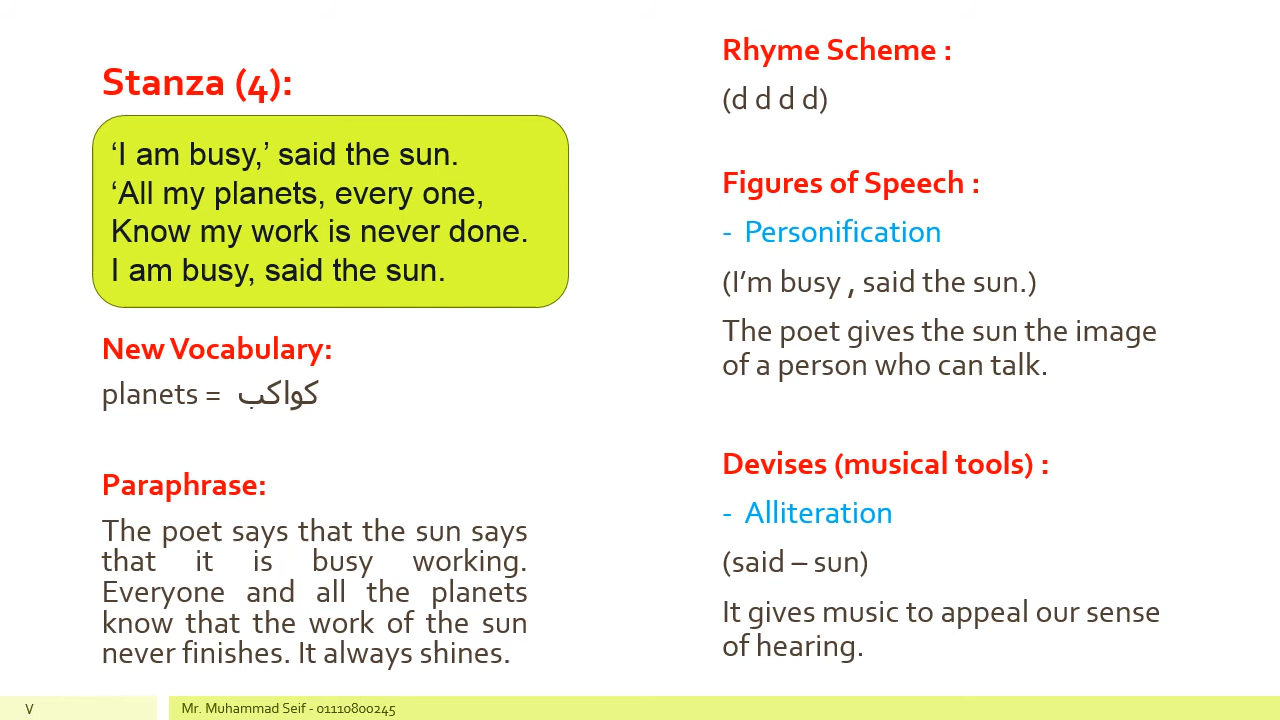 Stanza (4):
‘I am busy,’ said the sun.
‘All my planets, every one,
Know my work is never done.
I am busy, said the sun.
New Vocabulary:
planets = كواكب
Paraphrase:
The poet says that the sun says
that it is busy working.
Everyone and all the planets
know that the work of the sun
never finishes. It always shines.
Rhyme Scheme :
(d d d d)
Figures of Speech :
- Personification
(I’m busy , said the sun.)
The poet gives the sun the image
of a person who can talk.
Devises (musical tools) :
- Alliteration
(said – sun)
It gives music to appeal our sense
of hearing.
٧
Mr. Muhammad Seif - 01110800245